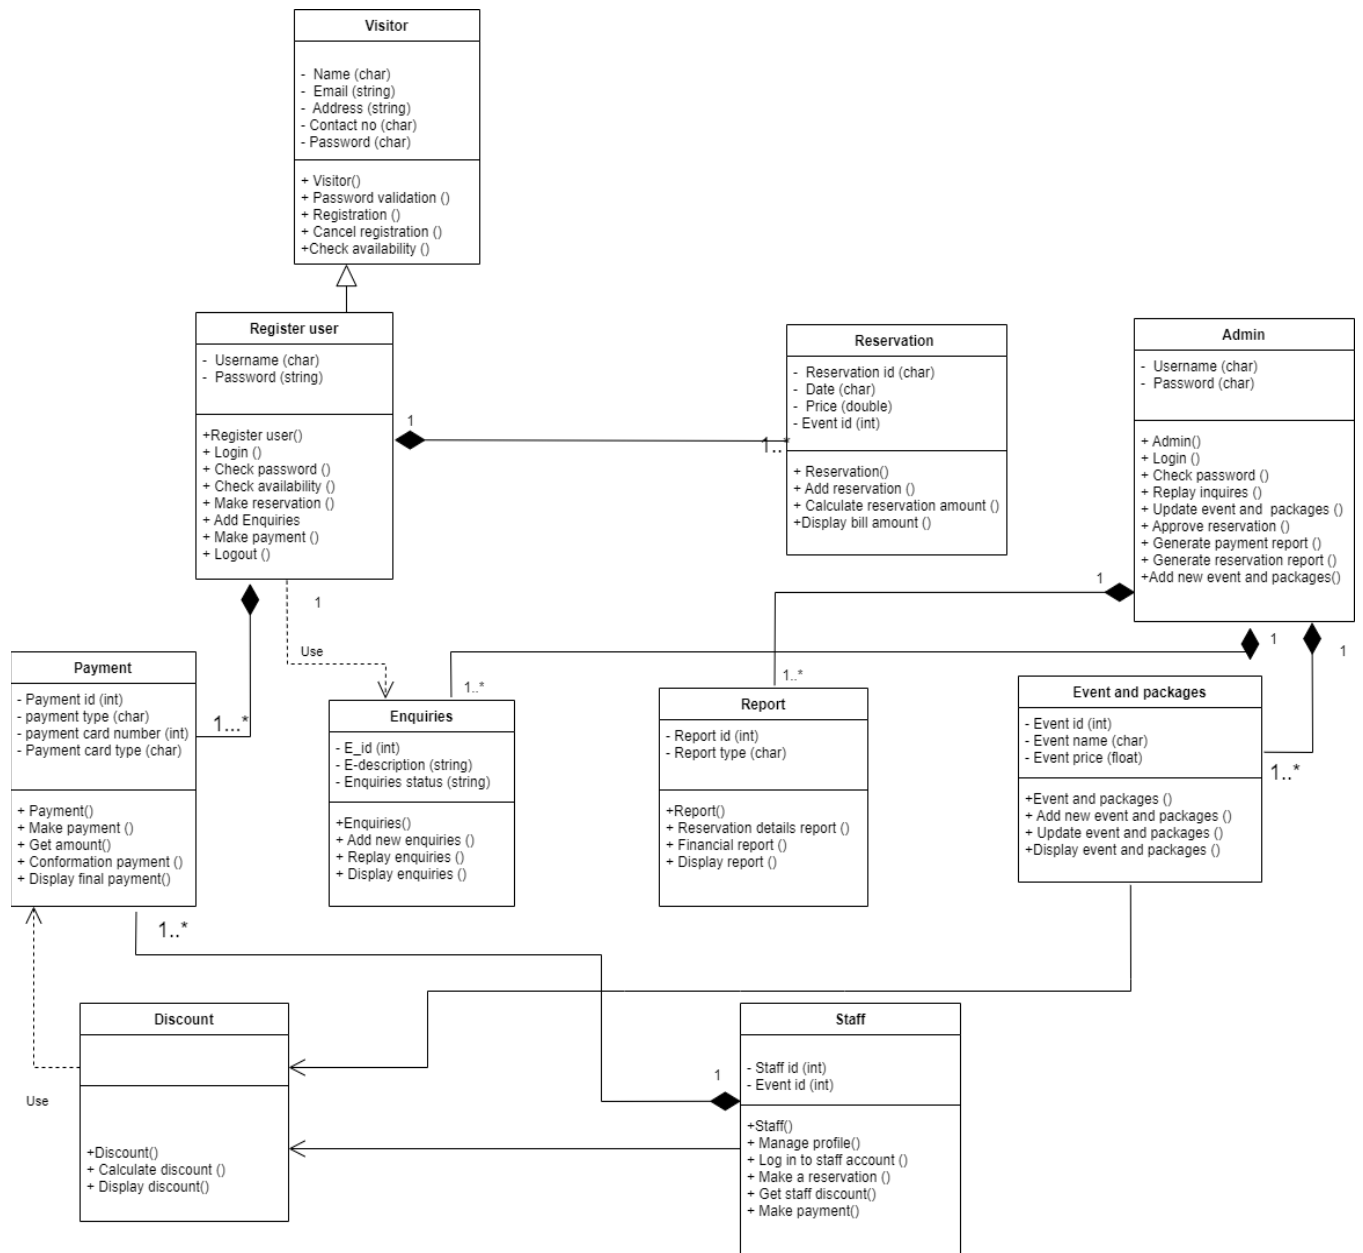 Visitor
- Name (char)
- Email (string)
- Address (string)
- Contact no (char)
- Password (char)
+ Visitor()
+ Password validation ()
+ Registration ()
+ Cancel registration ()
+Check availability ()
Register user
- Username (char)
- Password (string)
+Register user()
+ Login ()
+ Check password ()
+ Check availability ()
+ Make reservation ()
+ Add Enquiries
+ Make payment ()
+ Logout ()
1
1..*
Reservation
- Reservation id (char)
- Date (char)
- Price (double)
- Event id (int)
+ Reservation()
+ Add reservation ()
+ Calculate reservation amount ()
+Display bill amount ()
Admin
- Username (char)
- Password (char)
+ Admin()
+ Login ()
+ Check password ()
+ Replay inquires ()
+ Update event and packages ()
+ Approve reservation ()
+ Generate payment report ()
+ Generate reservation report ()
+Add new event and packages()
1
1
1
1
Use
1..*
1..*
1..*
1...*
Payment
- Payment id (int)
- payment type (char)
- payment card number (int)
- Payment card type (char)
+ Payment()
+ Make payment ()
+ Get amount()
+ Conformation payment ()
+ Display final payment()
Enquiries
- E_id (int)
- E-description (string)
- Enquiries status (string)
+Enquiries()
+ Add new enquiries ()
+ Replay enquiries ()
+ Display enquiries ()
Report
- Report id (int)
- Report type (char)
+Report()
+ Reservation details report ()
+ Financial report ()
+ Display report ()
Event and packages
- Event id (int)
- Event name (char)
- Event price (float)
+Event and packages ()
+ Add new event and packages ()
+ Update event and packages ()
+Display event and packages ()
1..*
Discount
+Discount()
+ Calculate discount ()
+ Display discount()
Use
1
Staff
- Staff id (int)
- Event id (int)
+Staff()
+ Manage profile()
+ Log in to staff account ()
+ Make a reservation ()
+ Get staff discount()
+ Make payment()